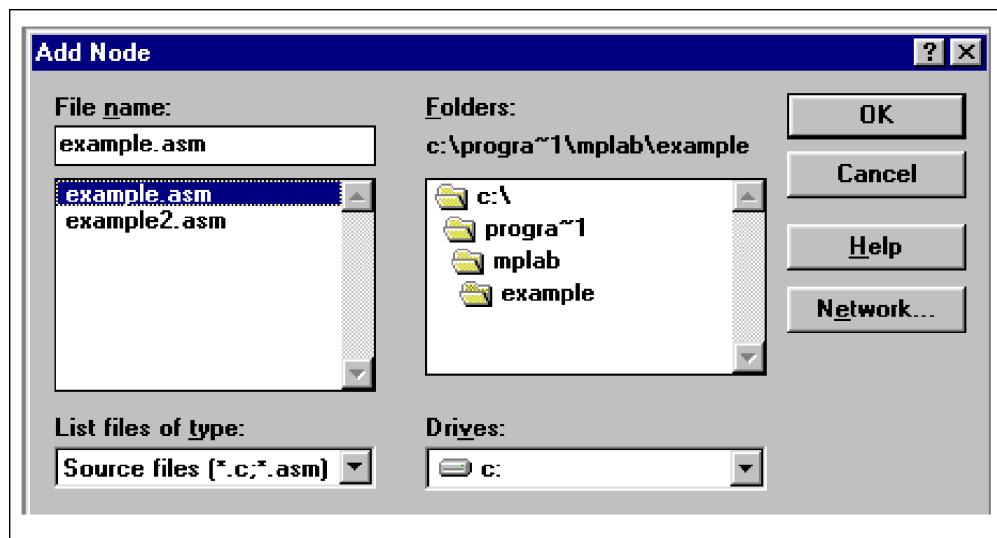 Add Node
File name:
example.asm
example.asm
example2.asm
List files of type:
Source files (*.c;*.asm)
Folders:
c:\progra~1\mplab\example
c:\
progra~1
mplab
example
Drives:
c:
OK
Cancel
Help
Network...